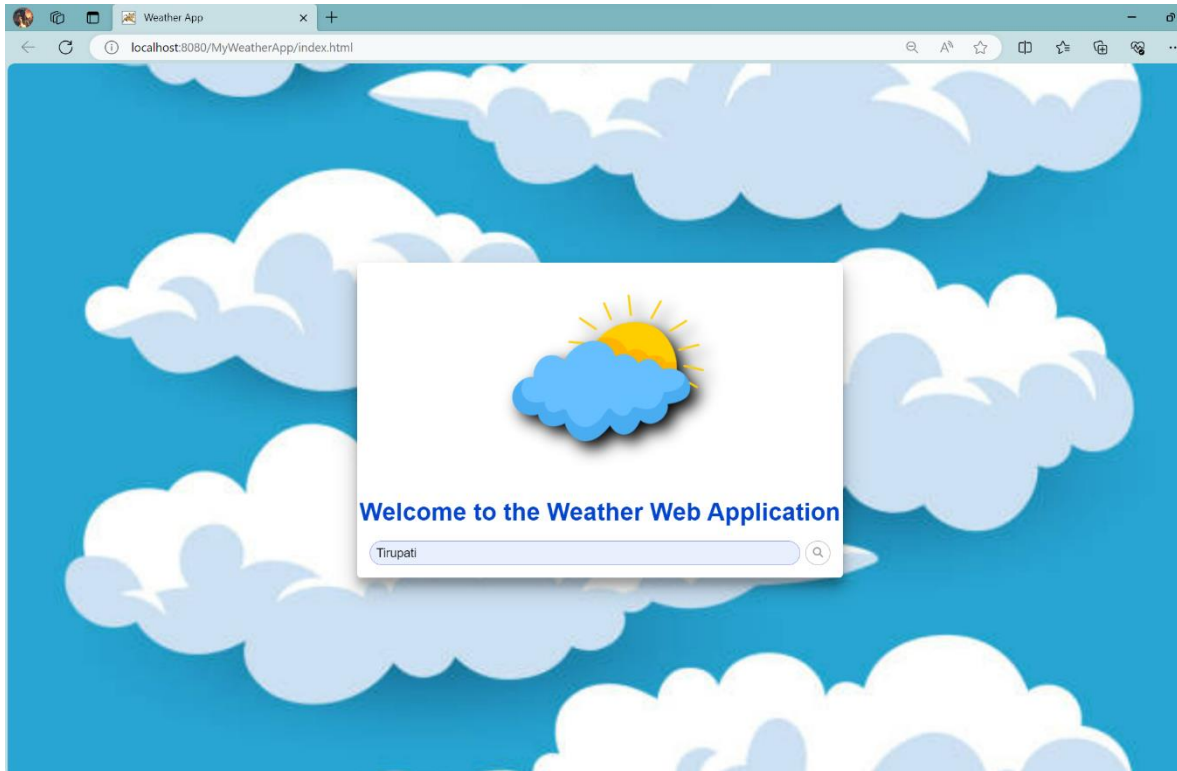 Weather App
localhost:8080/MyWeatherApp/index.html
Welcome to the Weather Web Application
Tirupati